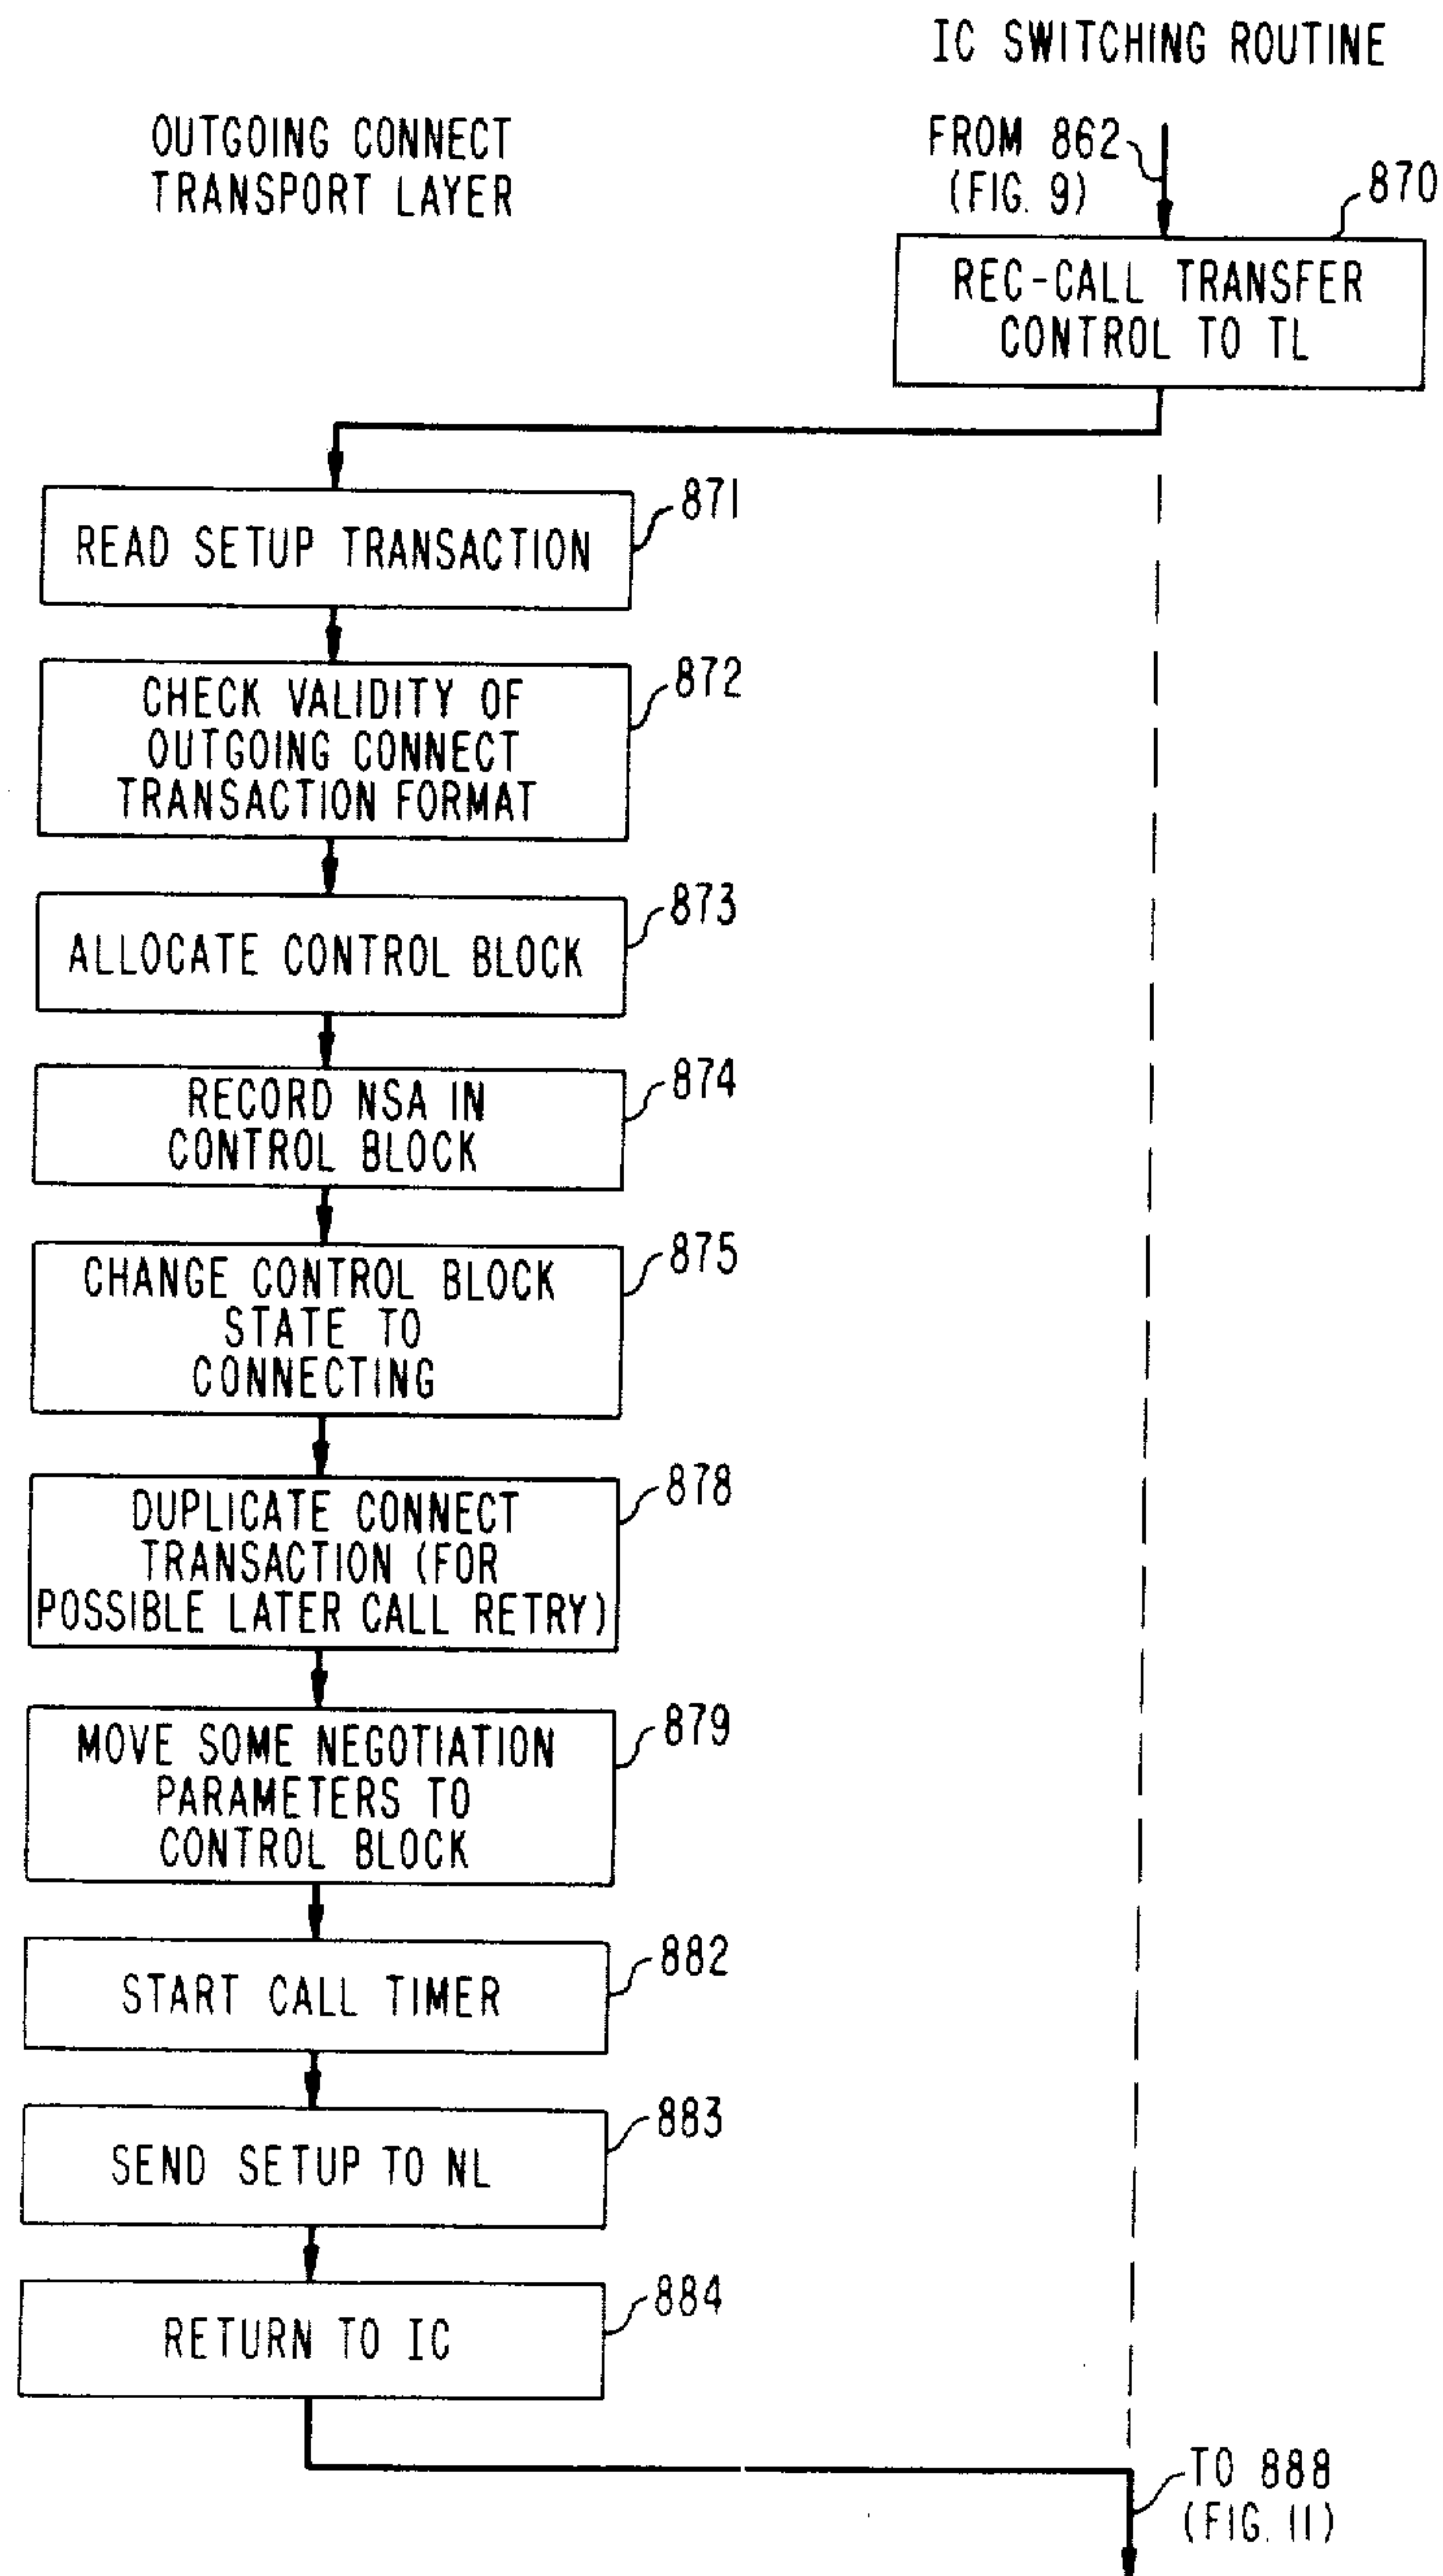 IC SWITCHING ROUTINE
OUTGOING CONNECT
TRANSPORT LAYER
FROM 862
(FIG. 9)
870
REC-CALL TRANSFER
CONTROL TO TL
871
READ SETUP TRANSACTION
872
CHECK VALIDITY OF
OUTGOING CONNECT
TRANSACTION FORMAT
873
ALLOCATE CONTROL BLOCK
874
RECORD NSA IN
CONTROL BLOCK
875
CHANGE CONTROL BLOCK
STATE TO
CONNECTING
878
DUPLICATE CONNECT
TRANSACTION (FOR
POSSIBLE LATER CALL RETRY)
879
MOVE SOME NEGOTIATION
PARAMETERS TO
CONTROL BLOCK
882
START CALL TIMER
883
SEND SETUP TO NL
884
RETURN TO IC
TO 888
(FIG. 11)